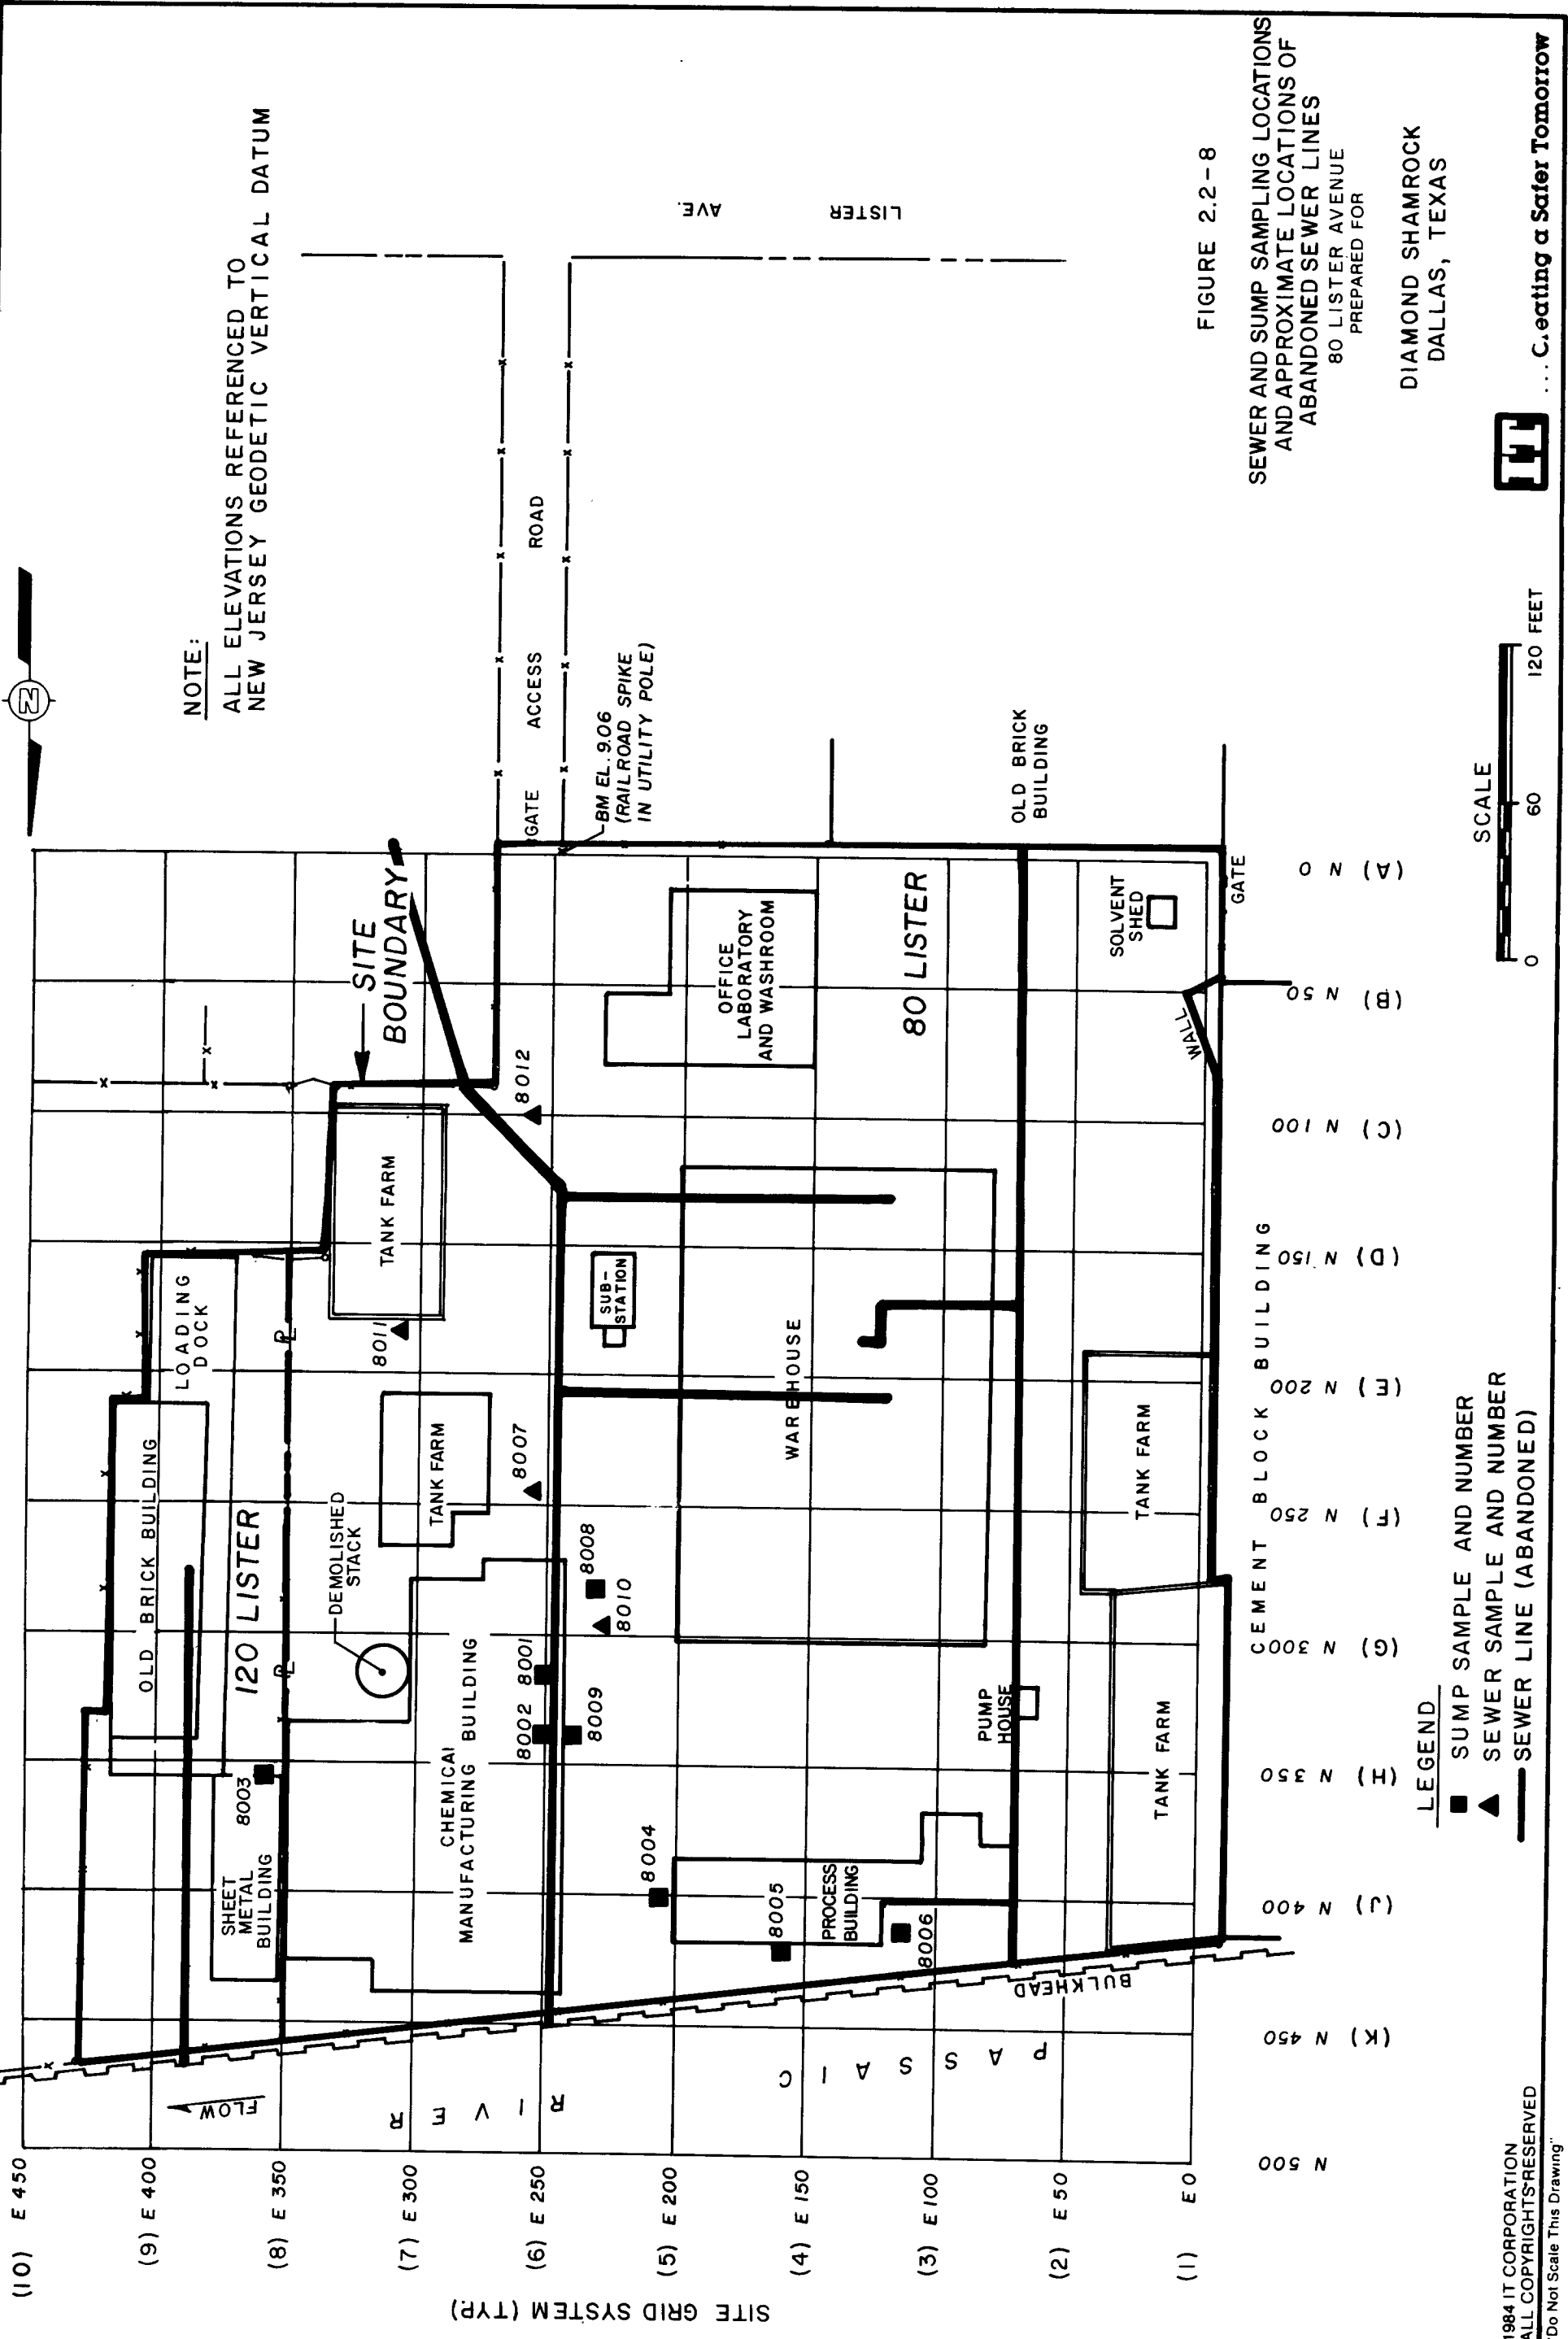 NOTE:
ALL ELEVATIONS REFERENCED TO
NEW JERSEY GEODETIC VERTICAL DATUM
N
LISTER
AVE.
GATE ACCESS ROAD
BM EL. 9.06
(RAILROAD SPIKE
IN UTILITY POLE)
OLD BRICK
BUILDING
SITE
BOUNDARY
OFFICE
LABORATORY
AND WASHROOM
80 LISTER
SOLVENT
SHED
GATE
WALL
8012
TANK FARM
8011
SUB-
STATION
LOADING
DOCK
OLD BRICK BUILDING
120 LISTER
PL
PL
DEMOLISHED
STACK
TANK FARM
8007
WAREHOUSE
TANK FARM
CEMENT BLOCK BUILDING
8008
8010
8001
8002
8009
8003
SHEET
METAL
BUILDING
CHEMICAL
MANUFACTURING BUILDING
8004
8005
8006
PROCESS
BUILDING
PUMP
HOUSE
TANK FARM
BULKHEAD
PASSAIC
RIVER
FLOW
(A) N 0
(B) N 50
(C) N 100
(D) N 150
(E) N 200
(F) N 250
(G) N 3000
(H) N 350
(J) N 400
(K) N 450
N 500
(10) E 450
(9) E 400
(8) E 350
(7) E 300
(6) E 250
(5) E 200
(4) E 150
(3) E 100
(2) E 50
(1) E 0
SITE GRID SYSTEM (TYP.)
LEGEND
SUMP SAMPLE AND NUMBER
SEWER SAMPLE AND NUMBER
SEWER LINE (ABANDONED)
SCALE
0 60 120 FEET
FIGURE 2.2-8
SEWER AND SUMP SAMPLING LOCATIONS
AND APPROXIMATE LOCATIONS OF
ABANDONED SEWER LINES
80 LISTER AVENUE
PREPARED FOR
DIAMOND SHAMROCK
DALLAS, TEXAS
... Creating a Safer Tomorrow
1984 IT CORPORATION
ALL COPYRIGHTS RESERVED
"Do Not Scale This Drawing"